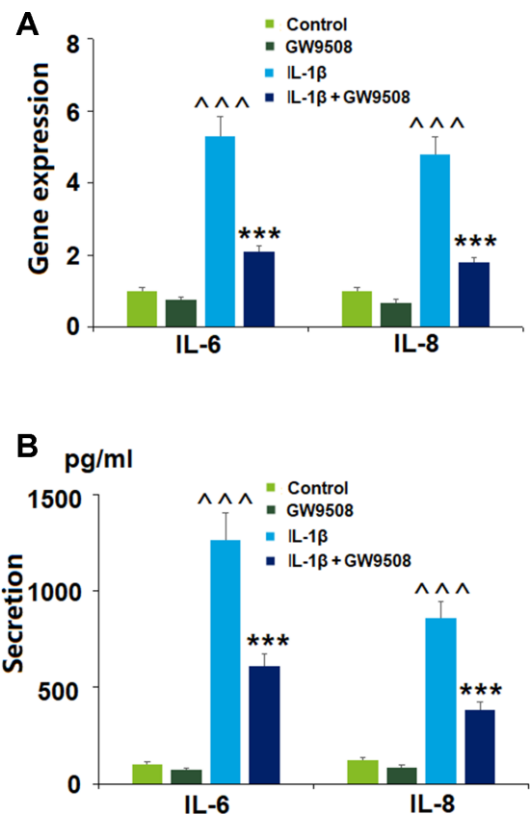 A
8
6
4
2
0
Gene expression
Control
GW9508
IL-1β
IL-1β + GW9508
^^^
***
^^^
***
IL-6
IL-8
B
pg/ml
1500
1000
500
0
Secretion
Control
GW9508
IL-1β
IL-1β + GW9508
^^^
***
^^^
***
IL-6
IL-8